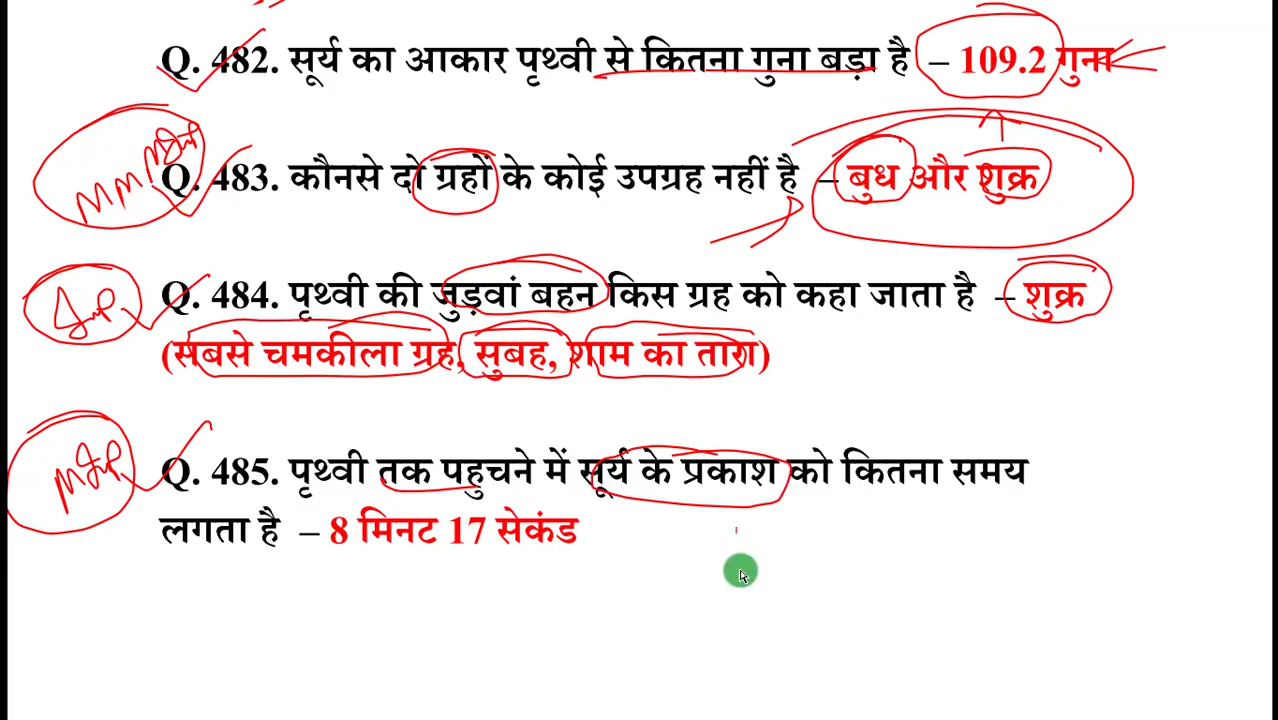 Q. 482. सूर्य का आकार पृथ्वी से कितना गुना बड़ा है – 109.2 गुना
Q. 483. कौनसे दो ग्रहों के कोई उपग्रह नहीं है – बुध और शुक्र
Q. 484. पृथ्वी की जुड़वां बहन किस ग्रह को कहा जाता है – शुक्र
(सबसे चमकीला ग्रह, सुबह, शाम का तारा)
Q. 485. पृथ्वी तक पहुचने में सूर्य के प्रकाश को कितना समय
लगता है – 8 मिनट 17 सेकंड